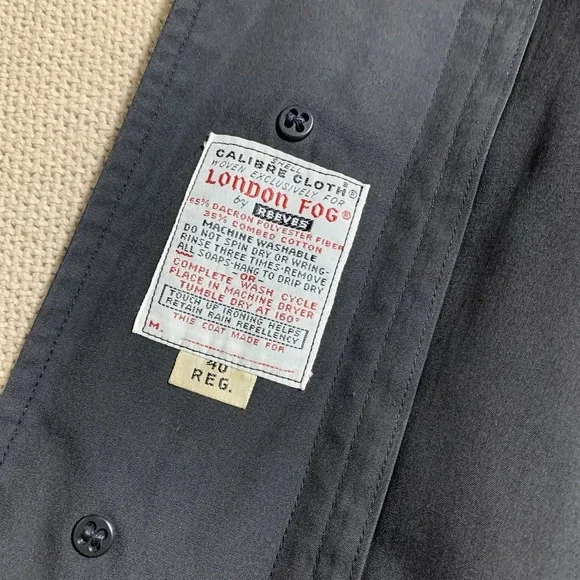 SHELL
CALIBRE CLOTH®
WOVEN EXCLUSIVELY FOR
LONDON FOG®
by REEVES
65% DACRON POLYESTER FIBER
35% COMBED COTTON
MACHINE WASHABLE
DO NOT SPIN DRY OR WRING-
RINSE THREE TIMES-REMOVE
ALL SOAPS-HANG TO DRIP DRY
-OR-
COMPLETE WASH CYCLE
PLACE IN MACHINE DRYER
TUMBLE DRY AT 160°
TOUCH UP IRONING HELPS
RETAIN RAIN REPELLENCY
THIS COAT MADE FOR
M.
40
REG.